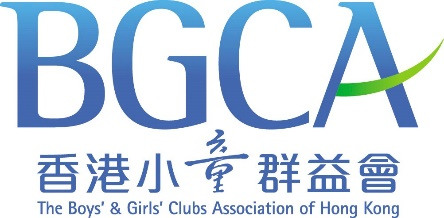 BGCA
香港小童群益會
The Boys' & Girls' Clubs Association of Hong Kong